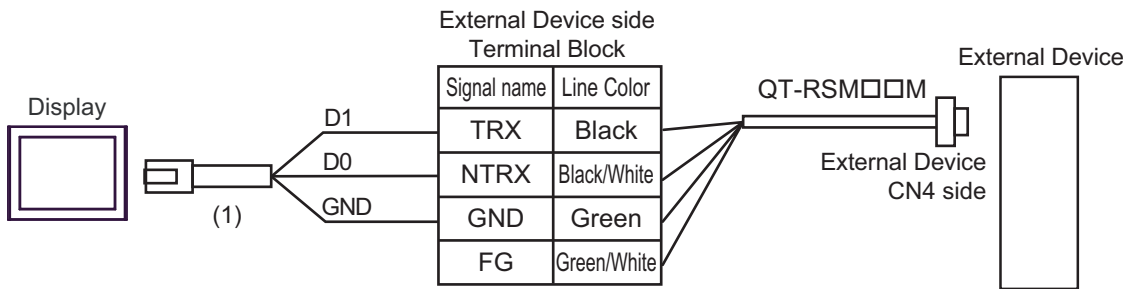 External Device side
Terminal Block
External Device
Signal name Line Color
QT-RSM□□M
Display
D1
TRX Black
D0
NTRX Black/White
External Device
CN4 side
GND
GND Green
(1)
FG Green/White